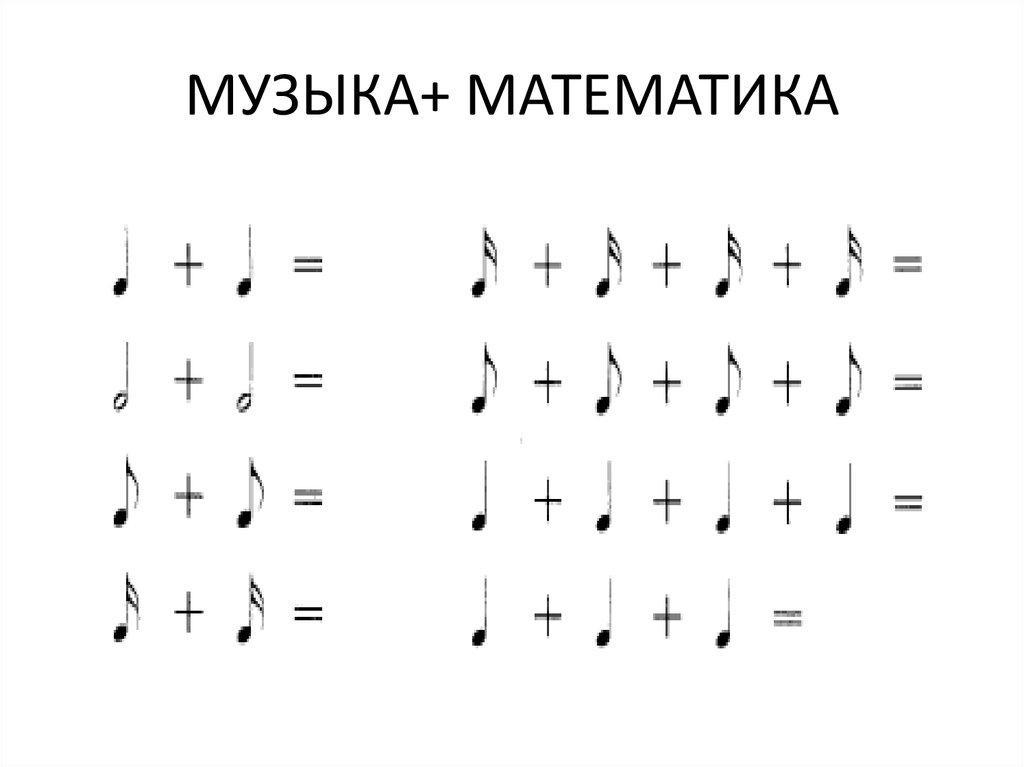 МУЗЫКА+ МАТЕМАТИКА
♩ + ♩ =
𝅗𝅥 + 𝅗𝅥 =
♪ + ♪ =
𝅘𝅥𝅯 + 𝅘𝅥𝅯 =
𝅘𝅥𝅯 + 𝅘𝅥𝅯 + 𝅘𝅥𝅯 + 𝅘𝅥𝅯 =
♪ + ♪ + ♪ + ♪ =
♩ + ♩ + ♩ + ♩ =
♩ + ♩ + ♩ =